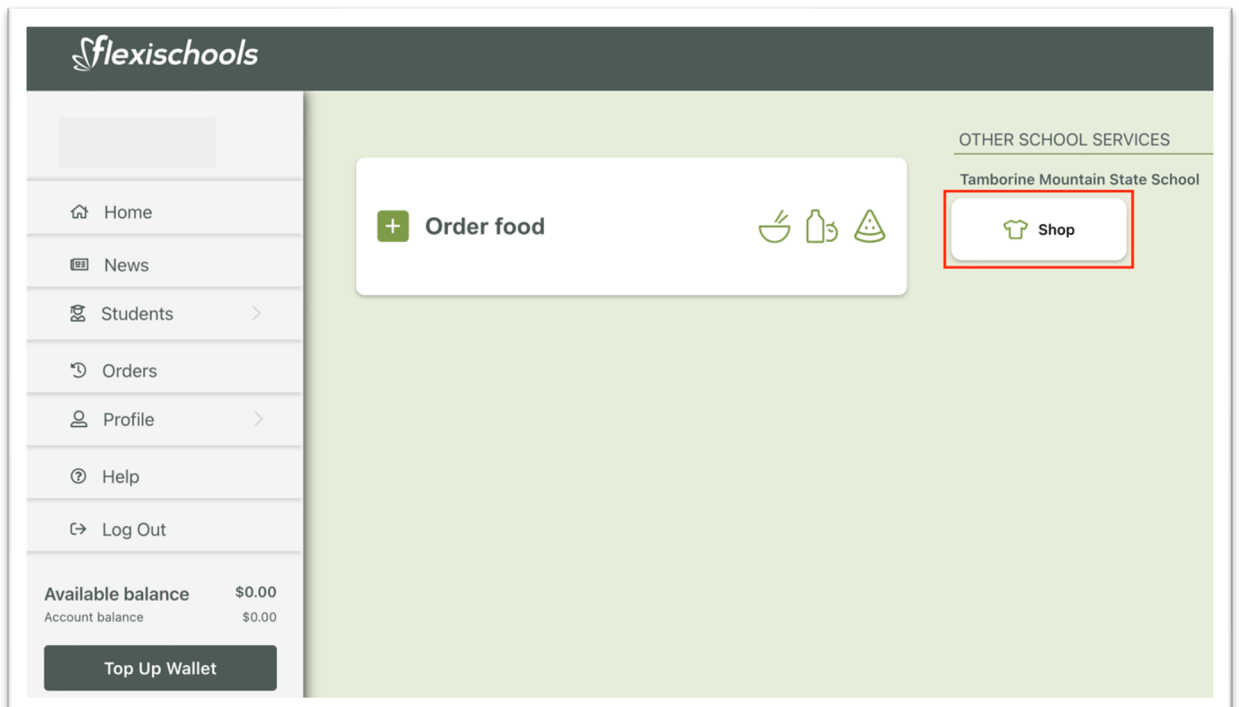 flexischools
Home
News
Students
Orders
Profile
Help
Log Out
Available balance $0.00
Account balance $0.00
Top Up Wallet
Order food
OTHER SCHOOL SERVICES
Tamborine Mountain State School
Shop